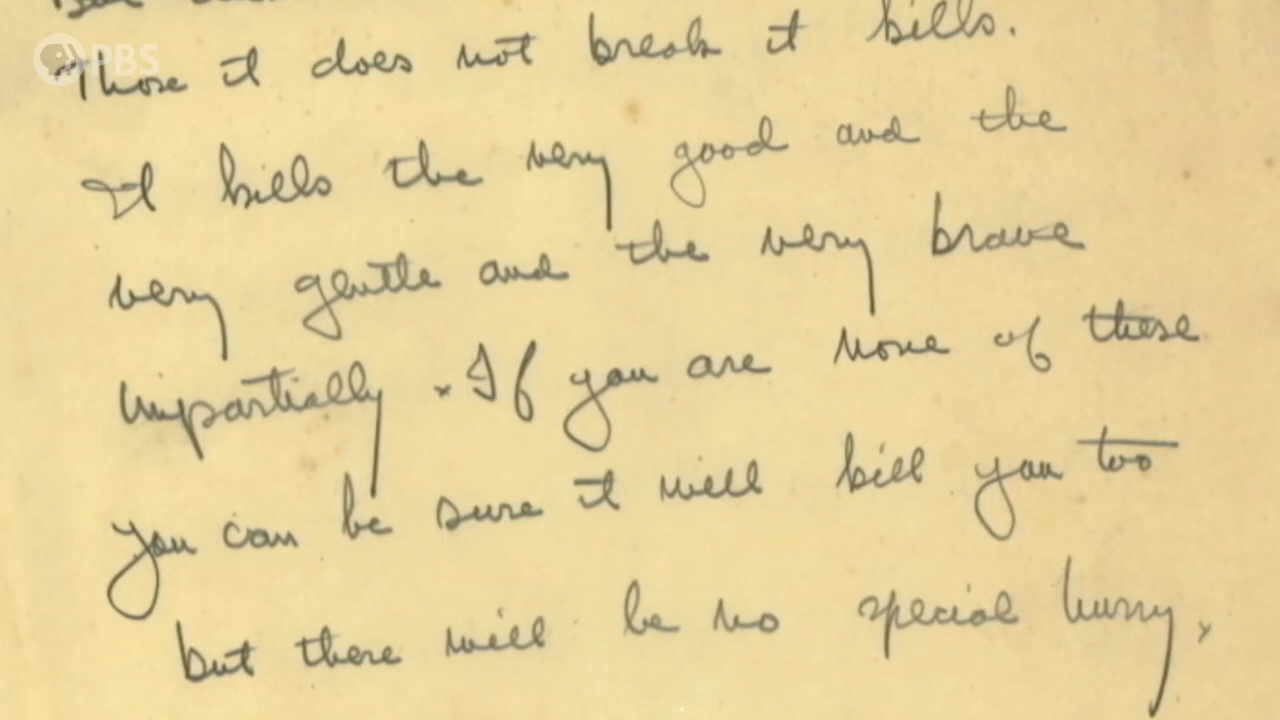 PBS
Those it does not break it kills.
It kills the very good and the
very gentle and the very brave
impartially. If you are none of these
you can be sure it will kill you too
but there will be no special hurry.